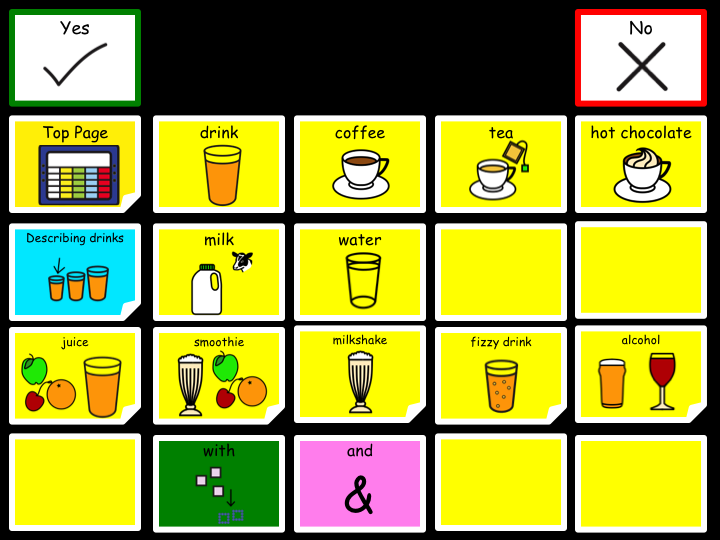 Yes
No
Top Page
drink
coffee
tea
hot chocolate
Describing drinks
milk
water
juice
smoothie
milkshake
fizzy drink
alcohol
with
and
&